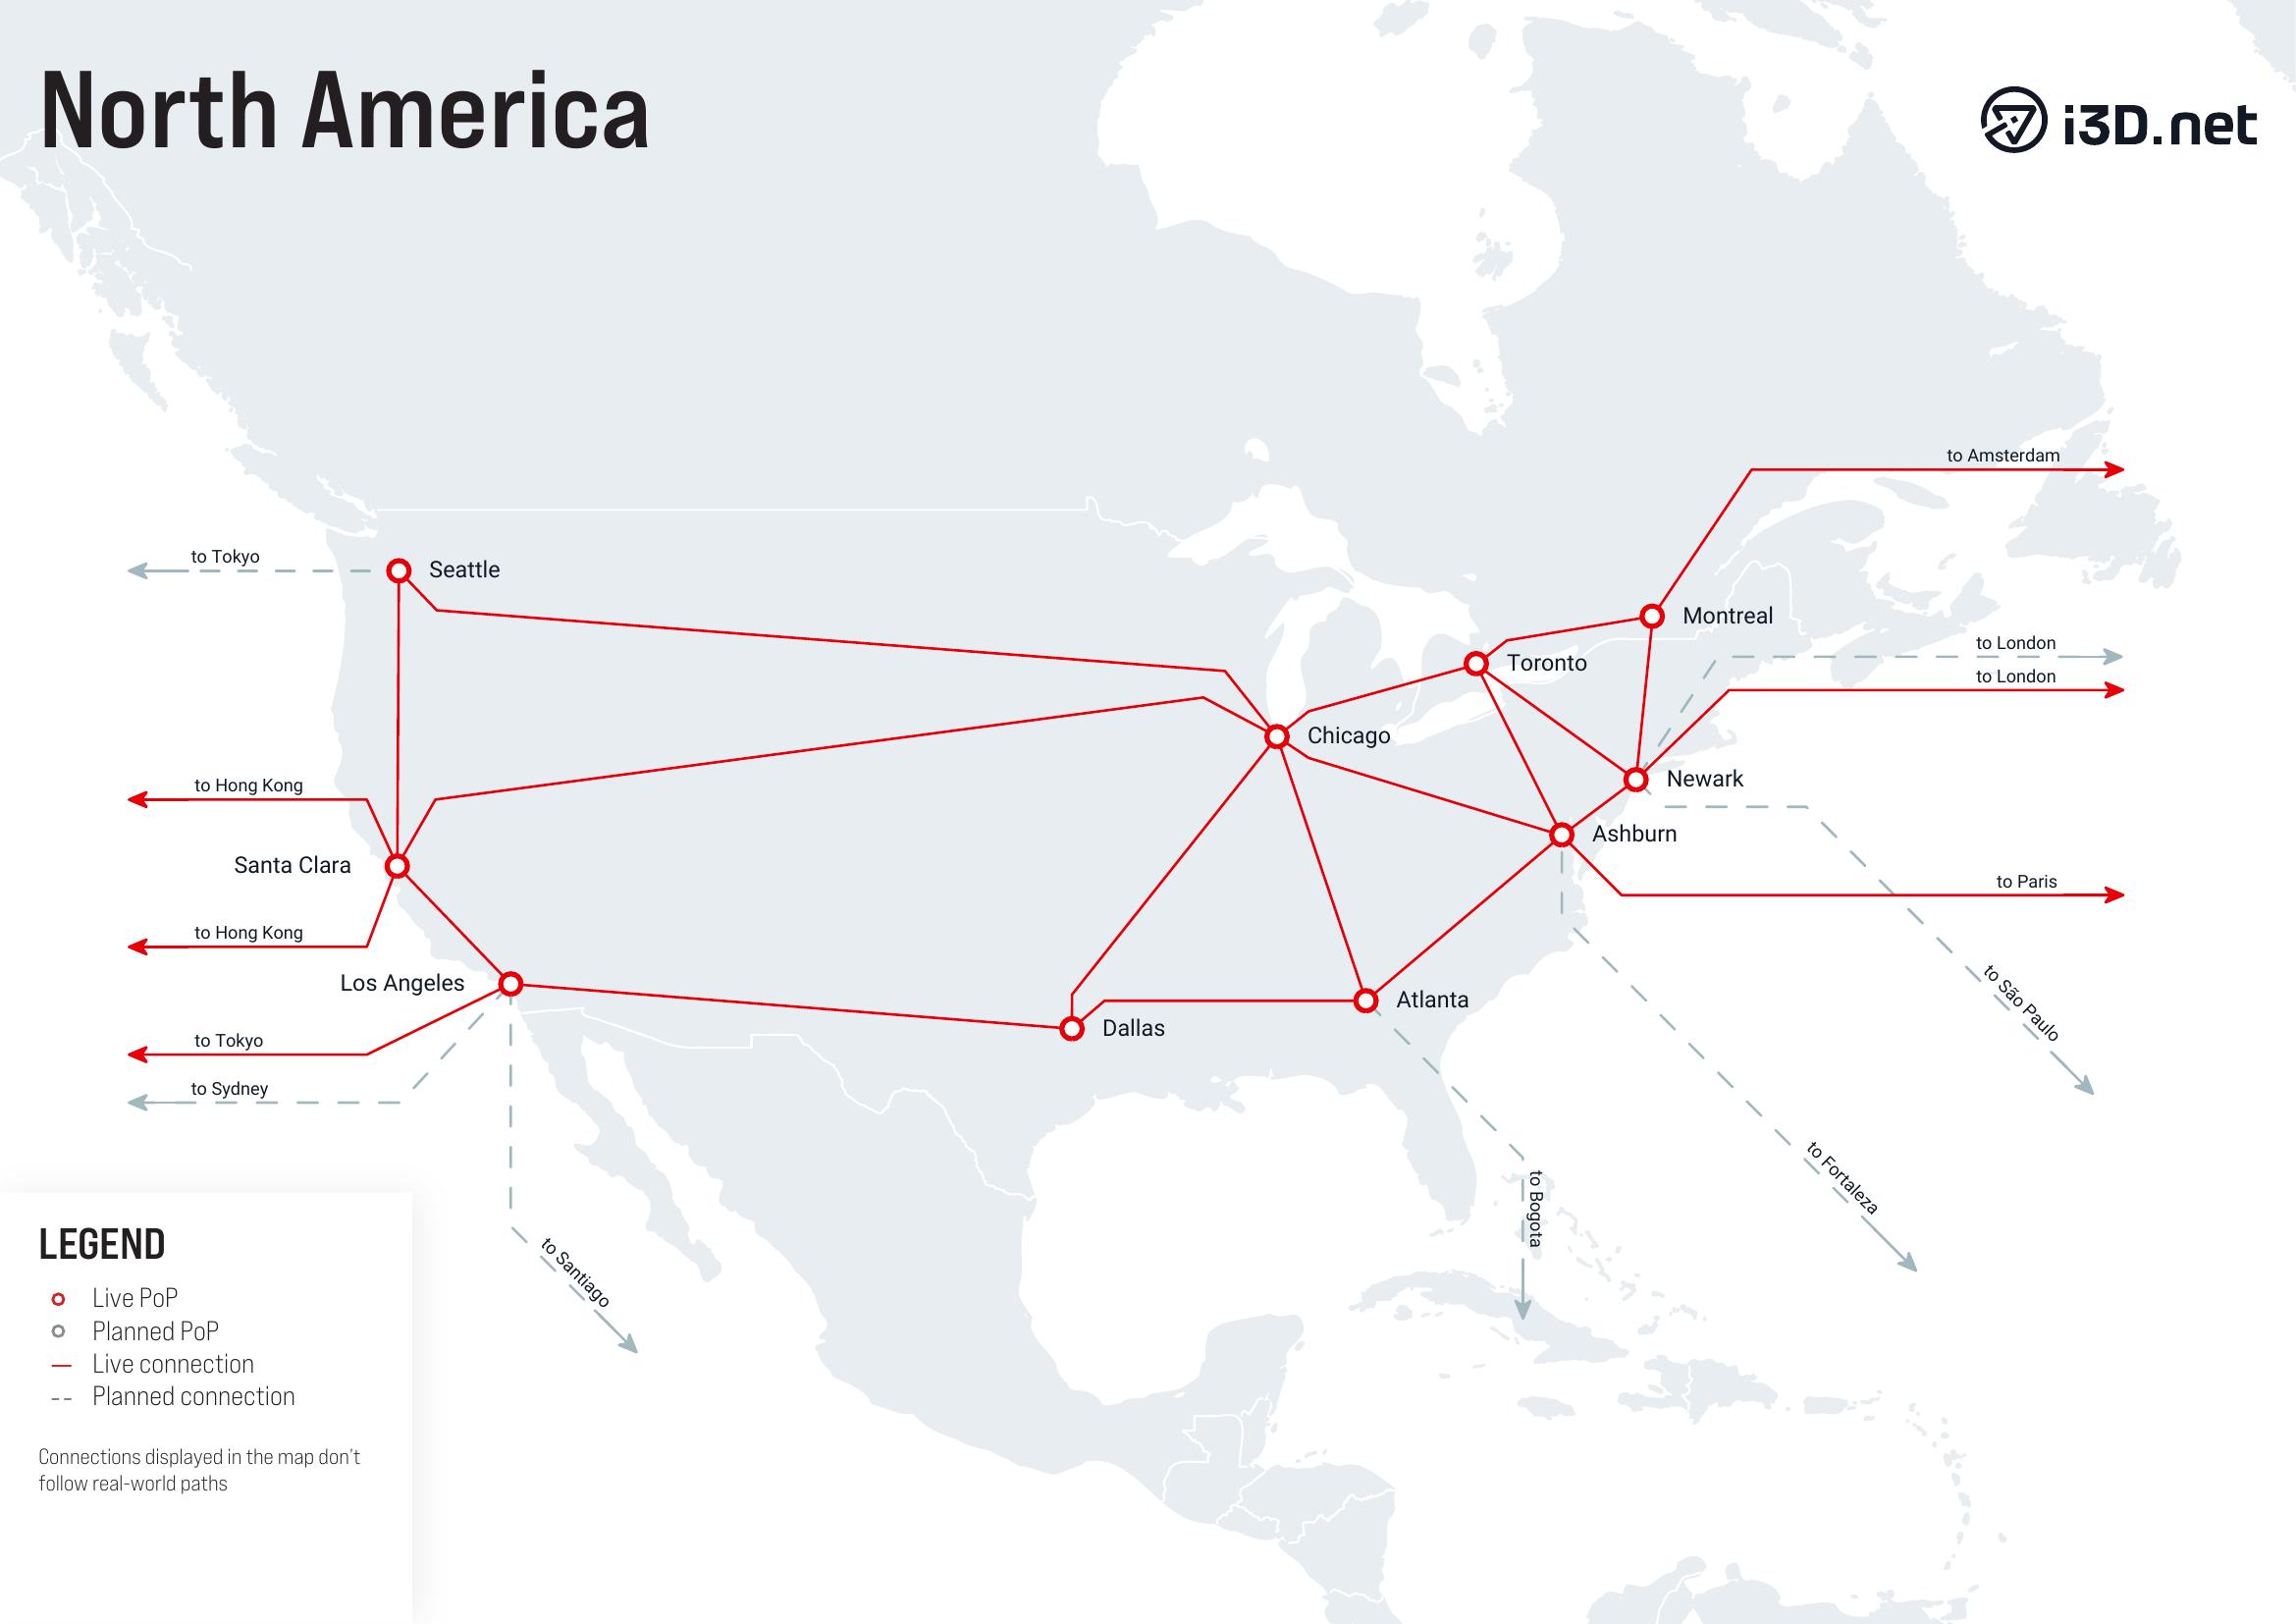 North America
i3D.net
to Amsterdam
to Tokyo
Seattle
Montreal
to London
Toronto
to London
Chicago
Newark
to Hong Kong
Ashburn
Santa Clara
to Paris
to Hong Kong
Los Angeles
Atlanta
to São Paulo
Dallas
to Tokyo
to Sydney
to Bogota
to Fortaleza
to Santiago
LEGEND
Live PoP
Planned PoP
Live connection
Planned connection
Connections displayed in the map don't
follow real-world paths